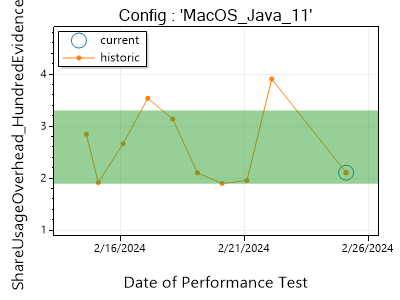 Config : 'MacOS_Java_11'
current
historic
ShareUsageOverhead_HundredEvidence
4
3
2
1
2/16/2024
2/21/2024
2/26/2024
Date of Performance Test